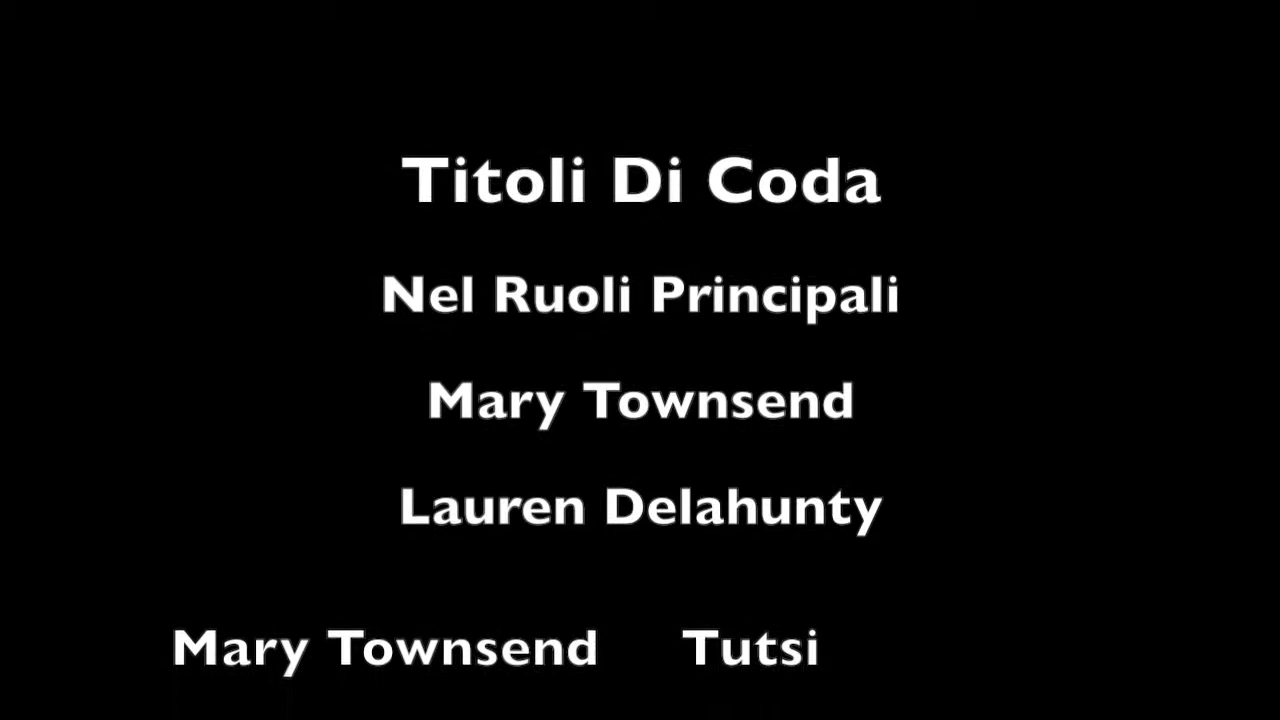 Titoli Di Coda
Nel Ruoli Principali
Mary Townsend
Lauren Delahunty
Mary Townsend Tutsi